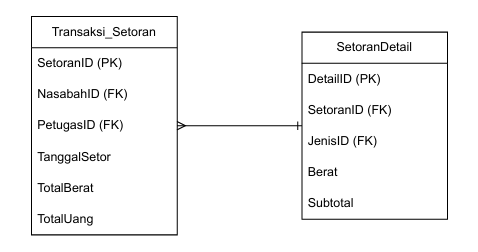 Transaksi_Setoran
SetoranID (PK)
NasabahID (FK)
PetugasID (FK)
TanggalSetor
TotalBerat
TotalUang
SetoranDetail
DetailID (PK)
SetoranID (FK)
JenisID (FK)
Berat
Subtotal